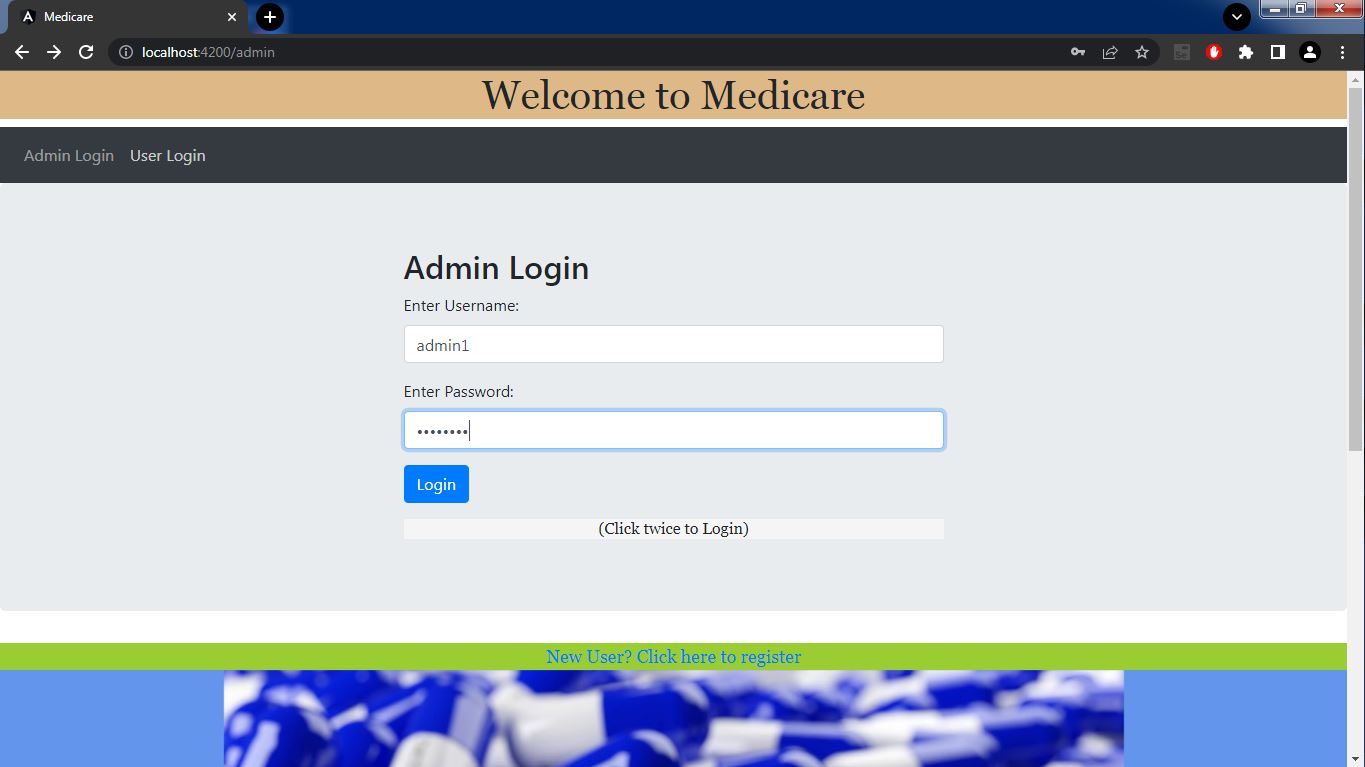 Medicare
localhost:4200/admin
Welcome to Medicare
Admin Login
User Login
Admin Login
Enter Username:
admin1
Enter Password:
••••••••
Login
(Click twice to Login)
New User? Click here to register